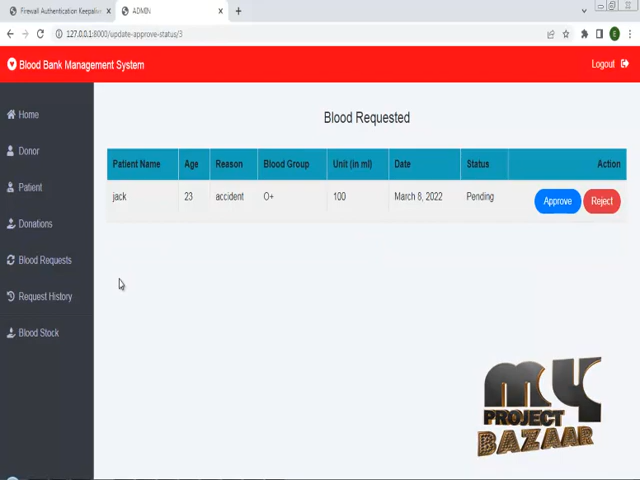 Firewall Authentication Keepaliv
ADMIN
127.0.0.1:8000/update-approve-status/3
E
Blood Bank Management System
Logout
Home
Donor
Patient
Donations
Blood Requests
Request History
Blood Stock
Blood Requested
Patient Name Age Reason Blood Group Unit (in ml) Date Status Action
jack 23 accident O+ 100 March 8, 2022 Pending Approve Reject
MY
PROJECT
BAZAAR